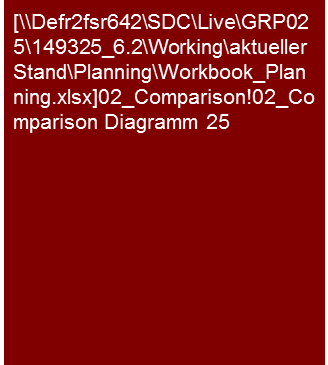 [\\Defr2fsr642\SDC\Live\GRP02
5\149325_6.2\Working\aktueller
Stand\Planning\Workbook_Plan
ning.xlsx]02_Comparison!02_Co
mparison Diagramm 25